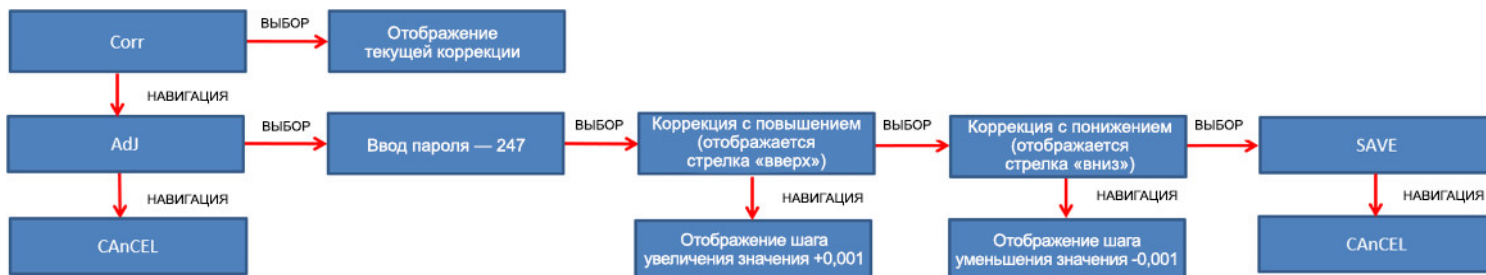 Corr
ВЫБОР
Отображение
текущей коррекции
НАВИГАЦИЯ
AdJ
ВЫБОР
Ввод пароля — 247
ВЫБОР
Коррекция с повышением
(отображается
стрелка «вверх»)
ВЫБОР
Коррекция с понижением
(отображается
стрелка «вниз»)
ВЫБОР
SAVE
НАВИГАЦИЯ
НАВИГАЦИЯ
НАВИГАЦИЯ
НАВИГАЦИЯ
CAnCEL
Отображение шага
увеличения значения +0,001
Отображение шага
уменьшения значения -0,001
CAnCEL